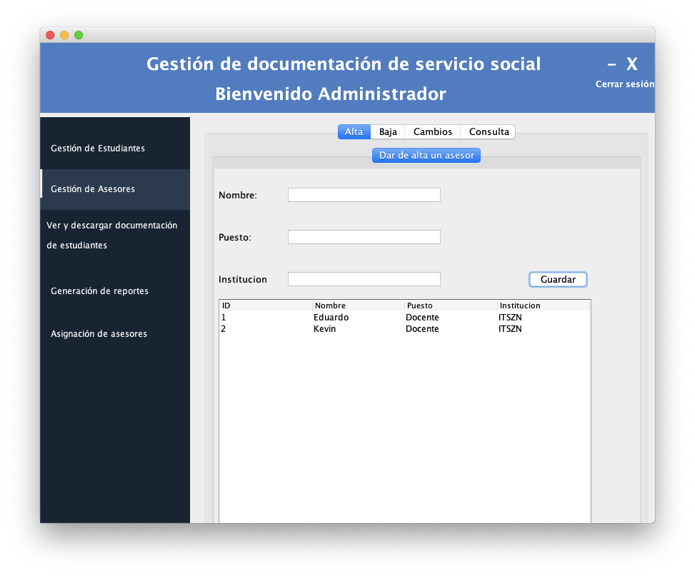 Gestión de documentación de servicio social
Bienvenido Administrador
– X
Cerrar sesión
Gestión de Estudiantes
Gestión de Asesores
Ver y descargar documentación
de estudiantes
Generación de reportes
Asignación de asesores
Alta Baja Cambios Consulta
Dar de alta un asesor
Nombre:
Puesto:
Institucion
Guardar
ID Nombre Puesto Institucion
1 Eduardo Docente ITSZN
2 Kevin Docente ITSZN